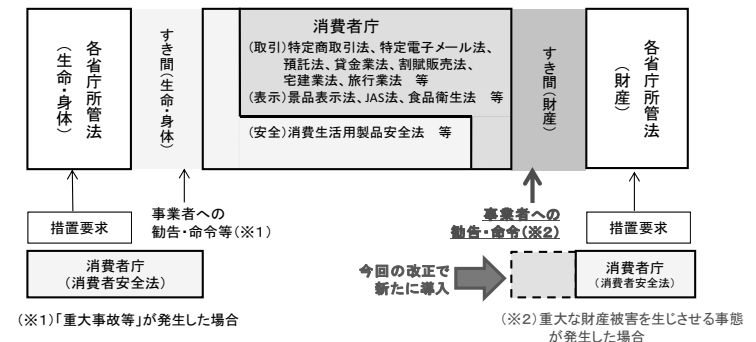 各省庁所管法
(生命・身体)
すき間(生命・身体)
消費者庁
(取引)特定商取引法、特定電子メール法、
預託法、貸金業法、割賦販売法、
宅建業法、旅行業法 等
(表示)景品表示法、JAS法、食品衛生法 等
(安全)消費生活用製品安全法 等
すき間(財産)
各省庁所管法
(財産)
措置要求
事業者への
勧告・命令等(※1)
事業者への
勧告・命令(※2)
措置要求
消費者庁
(消費者安全法)
今回の改正で
新たに導入
消費者庁
(消費者安全法)
(※1)「重大事故等」が発生した場合
(※2)重大な財産被害を生じさせる事態
が発生した場合